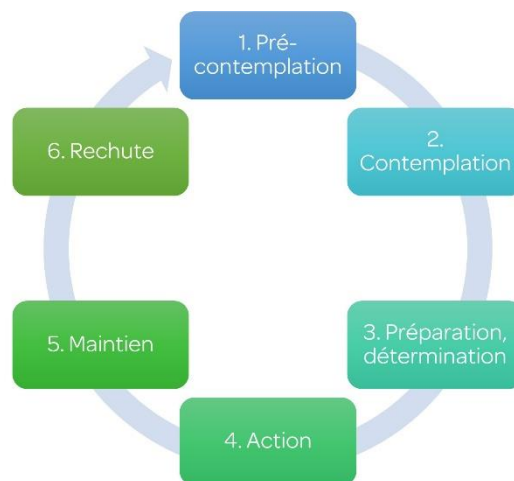 1. Pré-
contemplation
2.
Contemplation
3. Préparation,
détermination
4. Action
5. Maintien
6. Rechute